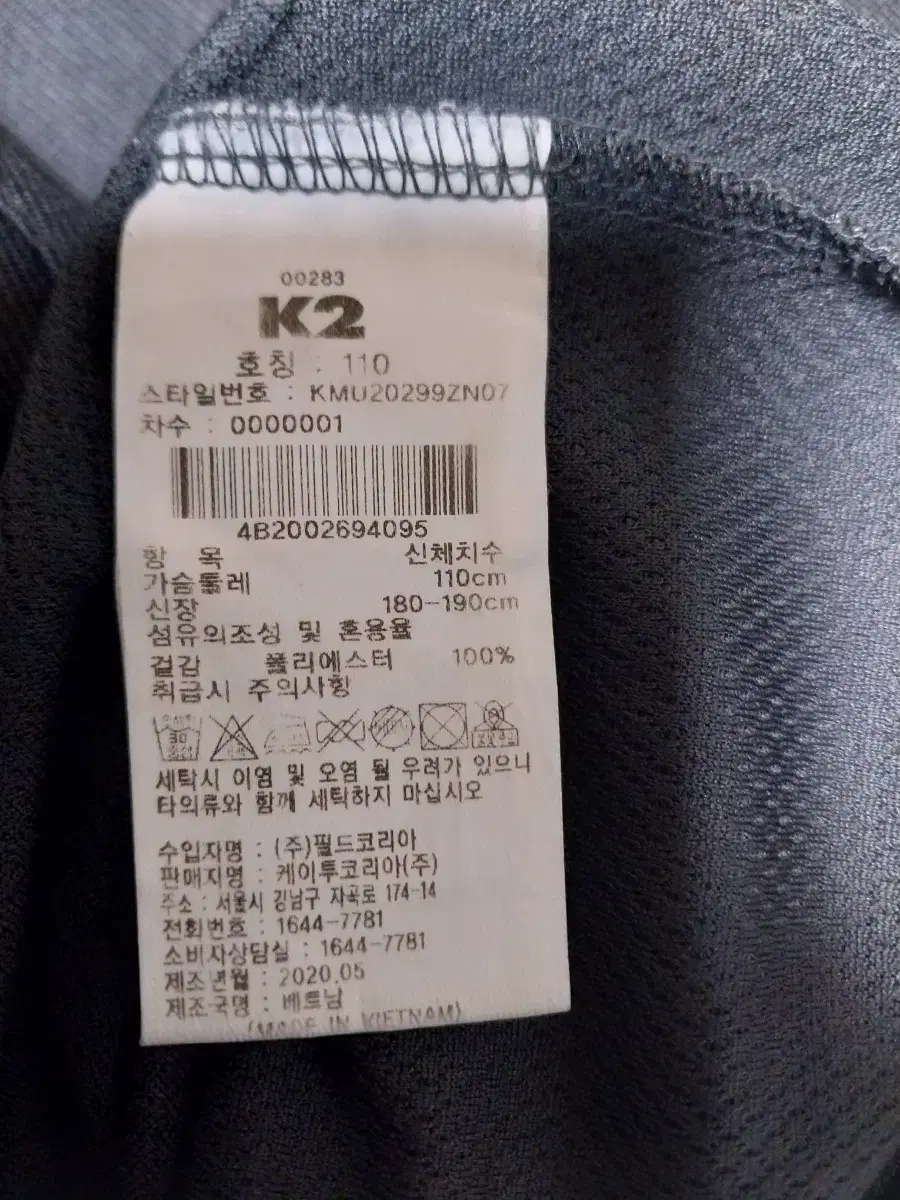 00283
K2
호칭 : 110
스타일번호 : KMU20299ZN07
차수 : 0000001
4B2002694095
항 목 신체치수
가슴둘레 110cm
신장 180-190cm
섬유의조성 및 혼용율
겉감 폴리에스터 100%
취급시 주의사항
30
세탁시 이염 및 오염 될 우려가 있으니
타의류와 함께 세탁하지 마십시오
수입자명 : (주)필드코리아
판매자명 : 케이투코리아(주)
주소 : 서울시 강남구 자곡로 174-14
전화번호 : 1644-7781
소비자상담실 : 1644-7781
제조년월 : 2020.05
제조국명 : 베트남
(MADE IN VIETNAM)